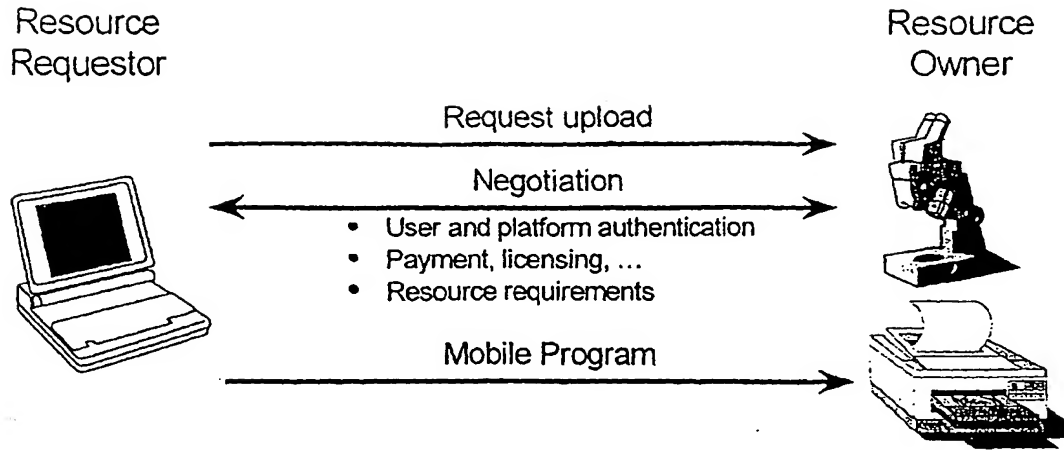 Resource
Requestor
Resource
Owner
Request upload
Negotiation
• User and platform authentication
• Payment, licensing, ...
• Resource requirements
Mobile Program